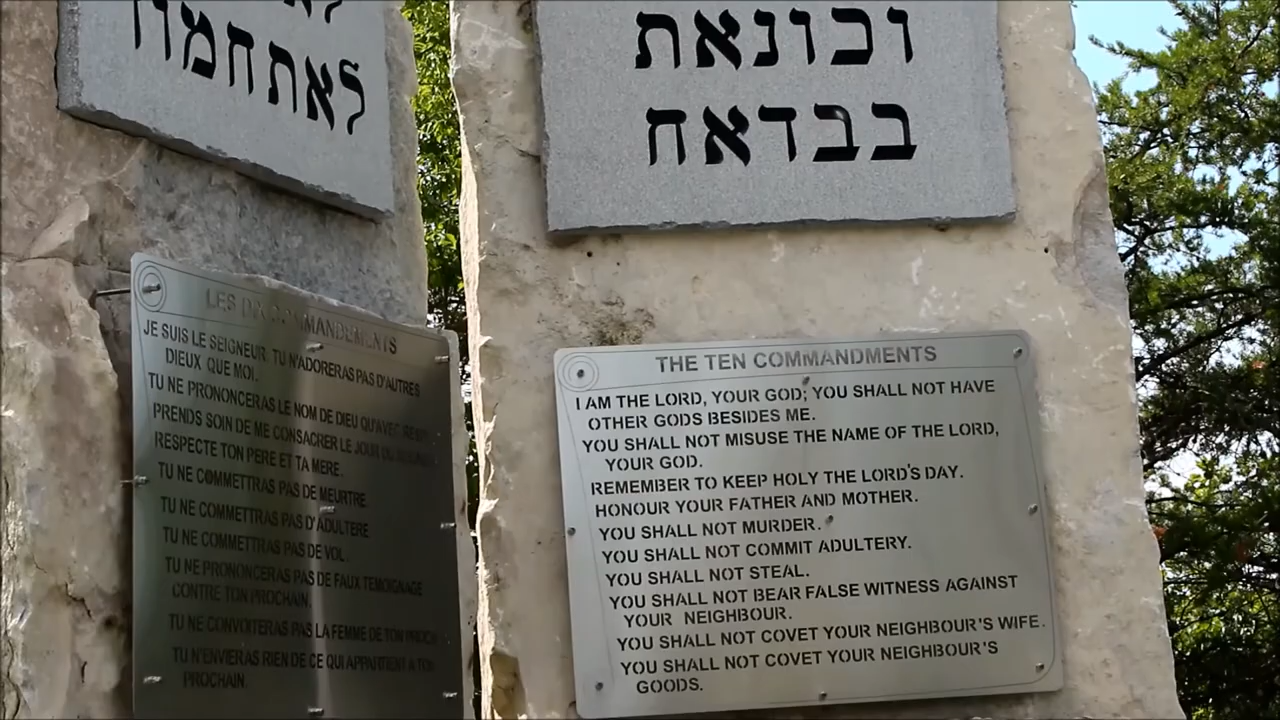 לאתחמוד
וכונאת
בבדאח
LES DIX COMMANDEMENTS
JE SUIS LE SEIGNEUR: TU N'ADORERAS PAS D'AUTRES
DIEUX QUE MOI.
TU NE PRONONCERAS LE NOM DE DIEU QU'AVEC
PRENDS SOIN DE ME CONSACRER LE JOUR DU
RESPECTE TON PERE ET TA MERE.
TU NE COMMETTRAS PAS DE MEURTRE.
TU NE COMMETTRAS PAS D'ADULTERE.
TU NE COMMETTRAS PAS DE VOL.
TU NE PRONONCERAS PAS DE FAUX TEMOIGNAGE
CONTRE TON PROCHAIN.
TU NE CONVOITERAS PAS LA FEMME DE TON
TU N'ENVIERAS RIEN DE CE QUI APPARTIENT A TON
PROCHAIN.
THE TEN COMMANDMENTS
I AM THE LORD, YOUR GOD; YOU SHALL NOT HAVE
OTHER GODS BESIDES ME.
YOU SHALL NOT MISUSE THE NAME OF THE LORD,
YOUR GOD.
REMEMBER TO KEEP HOLY THE LORD'S DAY.
HONOUR YOUR FATHER AND MOTHER.
YOU SHALL NOT MURDER.
YOU SHALL NOT COMMIT ADULTERY.
YOU SHALL NOT STEAL.
YOU SHALL NOT BEAR FALSE WITNESS AGAINST
YOUR NEIGHBOUR.
YOU SHALL NOT COVET YOUR NEIGHBOUR'S WIFE.
YOU SHALL NOT COVET YOUR NEIGHBOUR'S
GOODS.